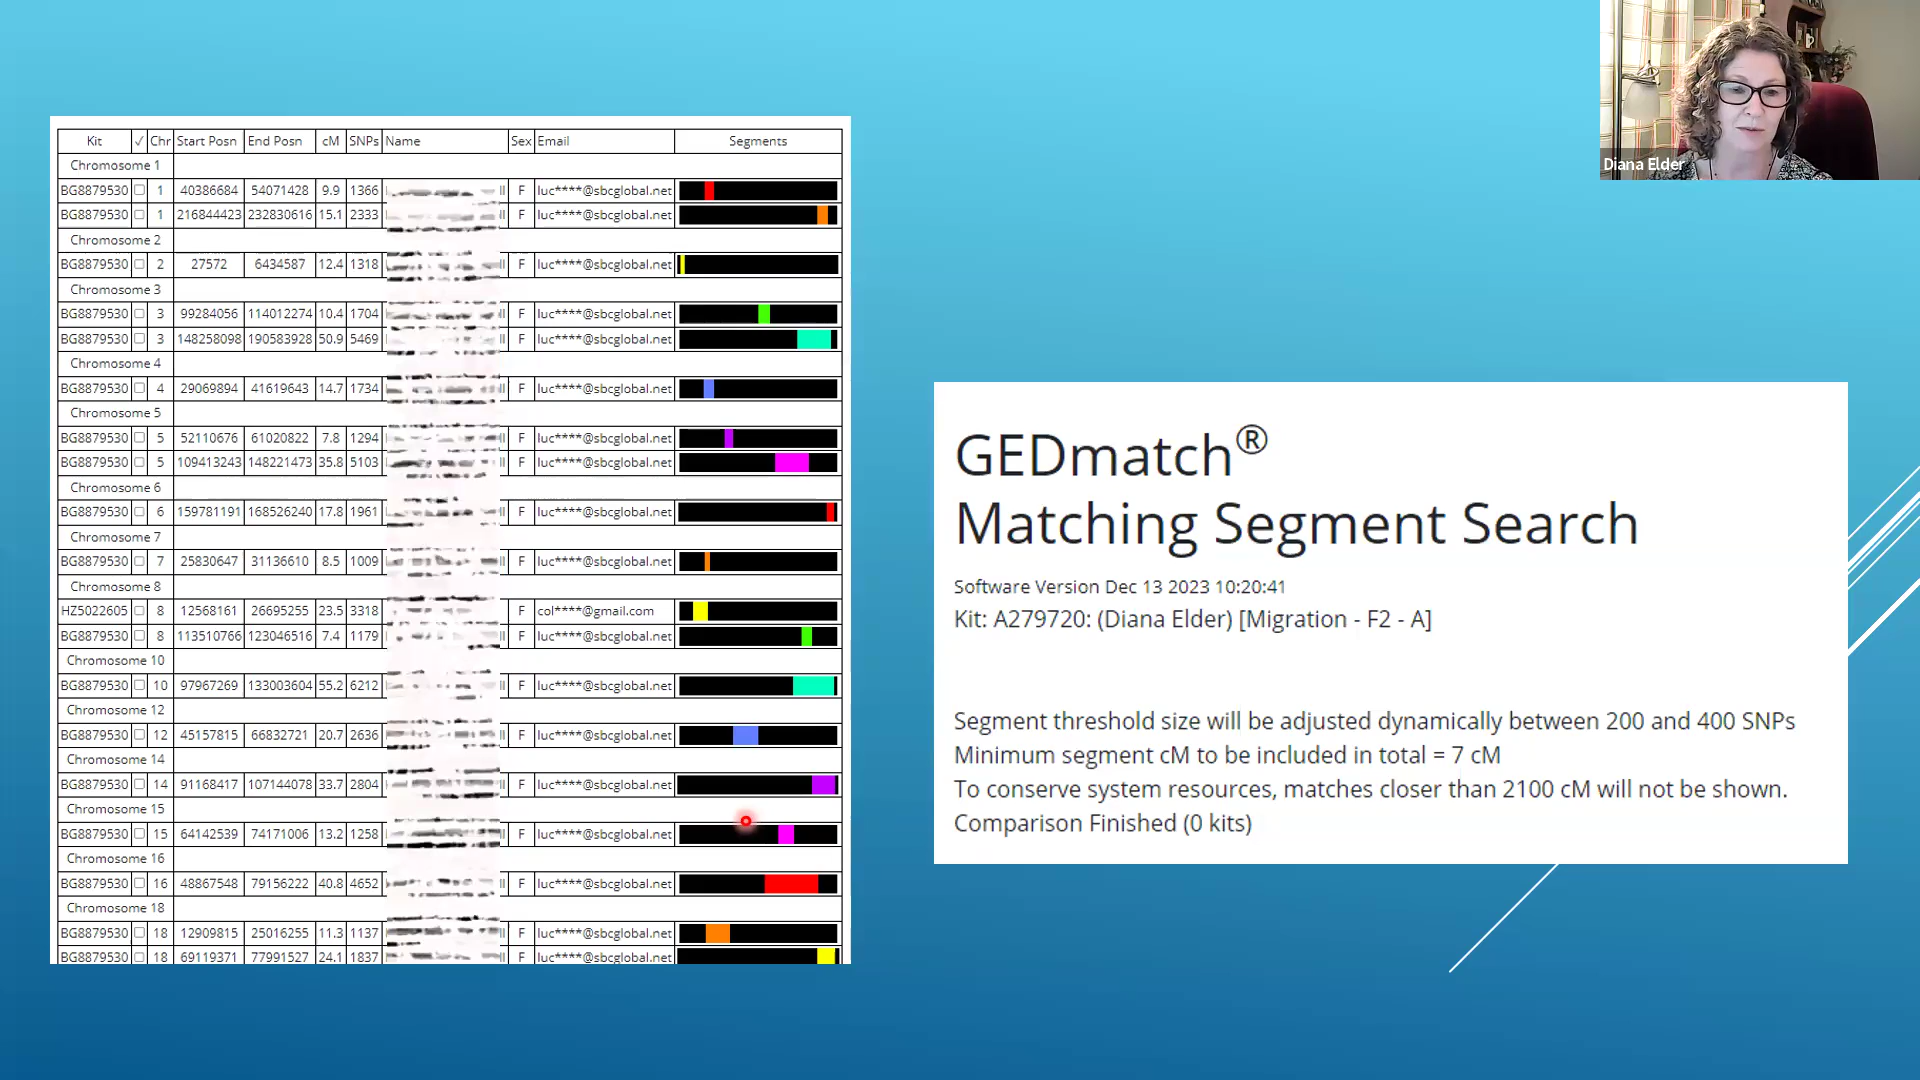 Kit ✓ Chr Start Posn End Posn cM SNPs Name Sex Email Segments
Chromosome 1
BG8879530 1 40386684 54071428 9.9 1366 F luc****@sbcglobal.net
BG8879530 1 216844423 232830616 15.1 2333 F luc****@sbcglobal.net
Chromosome 2
BG8879530 2 27572 6434587 12.4 1318 F luc****@sbcglobal.net
Chromosome 3
BG8879530 3 99284056 114012274 10.4 1704 F luc****@sbcglobal.net
BG8879530 3 148258098 190583928 50.9 5469 F luc****@sbcglobal.net
Chromosome 4
BG8879530 4 29069894 41619643 14.7 1734 F luc****@sbcglobal.net
Chromosome 5
BG8879530 5 52110676 61020822 7.8 1294 F luc****@sbcglobal.net
BG8879530 5 109413243 148221473 35.8 5103 F luc****@sbcglobal.net
Chromosome 6
BG8879530 6 159781191 168526240 17.8 1961 F luc****@sbcglobal.net
Chromosome 7
BG8879530 7 25830647 31136610 8.5 1009 F luc****@sbcglobal.net
Chromosome 8
HZ5022605 8 12568161 26695255 23.5 3318 F col****@gmail.com
BG8879530 8 113510766 123046516 7.4 1179 F luc****@sbcglobal.net
Chromosome 10
BG8879530 10 97967269 133003604 55.2 6212 F luc****@sbcglobal.net
Chromosome 12
BG8879530 12 45157815 66832721 20.7 2636 F luc****@sbcglobal.net
Chromosome 14
BG8879530 14 91168417 107144078 33.7 2804 F luc****@sbcglobal.net
Chromosome 15
BG8879530 15 64142539 74171006 13.2 1258 F luc****@sbcglobal.net
Chromosome 16
BG8879530 16 48867548 79156222 40.8 4652 F luc****@sbcglobal.net
Chromosome 18
BG8879530 18 12909815 25016255 11.3 1137 F luc****@sbcglobal.net
BG8879530 18 69119371 77991527 24.1 1837 F luc****@sbcglobal.net
GEDmatch®
Matching Segment Search
Software Version Dec 13 2023 10:20:41
Kit: A279720: (Diana Elder) [Migration - F2 - A]
Segment threshold size will be adjusted dynamically between 200 and 400 SNPs
Minimum segment cM to be included in total = 7 cM
To conserve system resources, matches closer than 2100 cM will not be shown.
Comparison Finished (0 kits)
Diana Elder